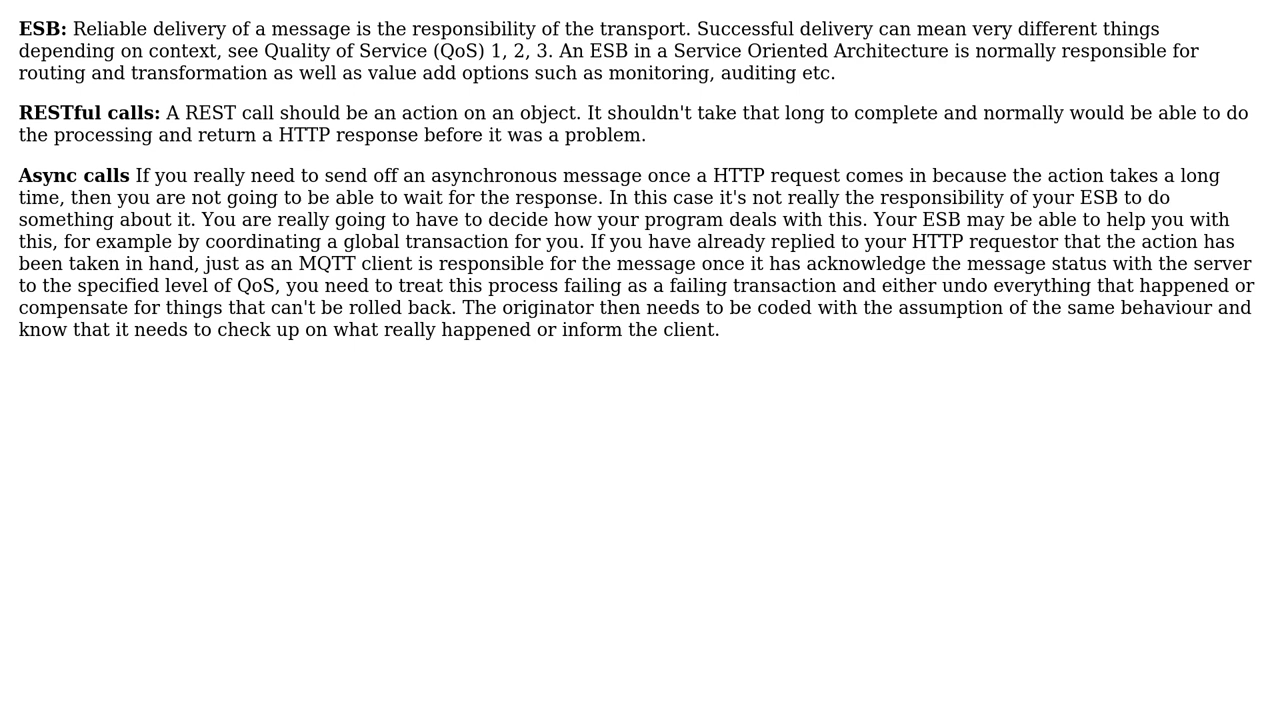 ESB: Reliable delivery of a message is the responsibility of the transport. Successful delivery can mean very different things
depending on context, see Quality of Service (QoS) 1, 2, 3. An ESB in a Service Oriented Architecture is normally responsible for
routing and transformation as well as value add options such as monitoring, auditing etc.
RESTful calls: A REST call should be an action on an object. It shouldn't take that long to complete and normally would be able to do
the processing and return a HTTP response before it was a problem.
Async calls If you really need to send off an asynchronous message once a HTTP request comes in because the action takes a long
time, then you are not going to be able to wait for the response. In this case it's not really the responsibility of your ESB to do
something about it. You are really going to have to decide how your program deals with this. Your ESB may be able to help you with
this, for example by coordinating a global transaction for you. If you have already replied to your HTTP requestor that the action has
been taken in hand, just as an MQTT client is responsible for the message once it has acknowledge the message status with the server
to the specified level of QoS, you need to treat this process failing as a failing transaction and either undo everything that happened or
compensate for things that can't be rolled back. The originator then needs to be coded with the assumption of the same behaviour and
know that it needs to check up on what really happened or inform the client.